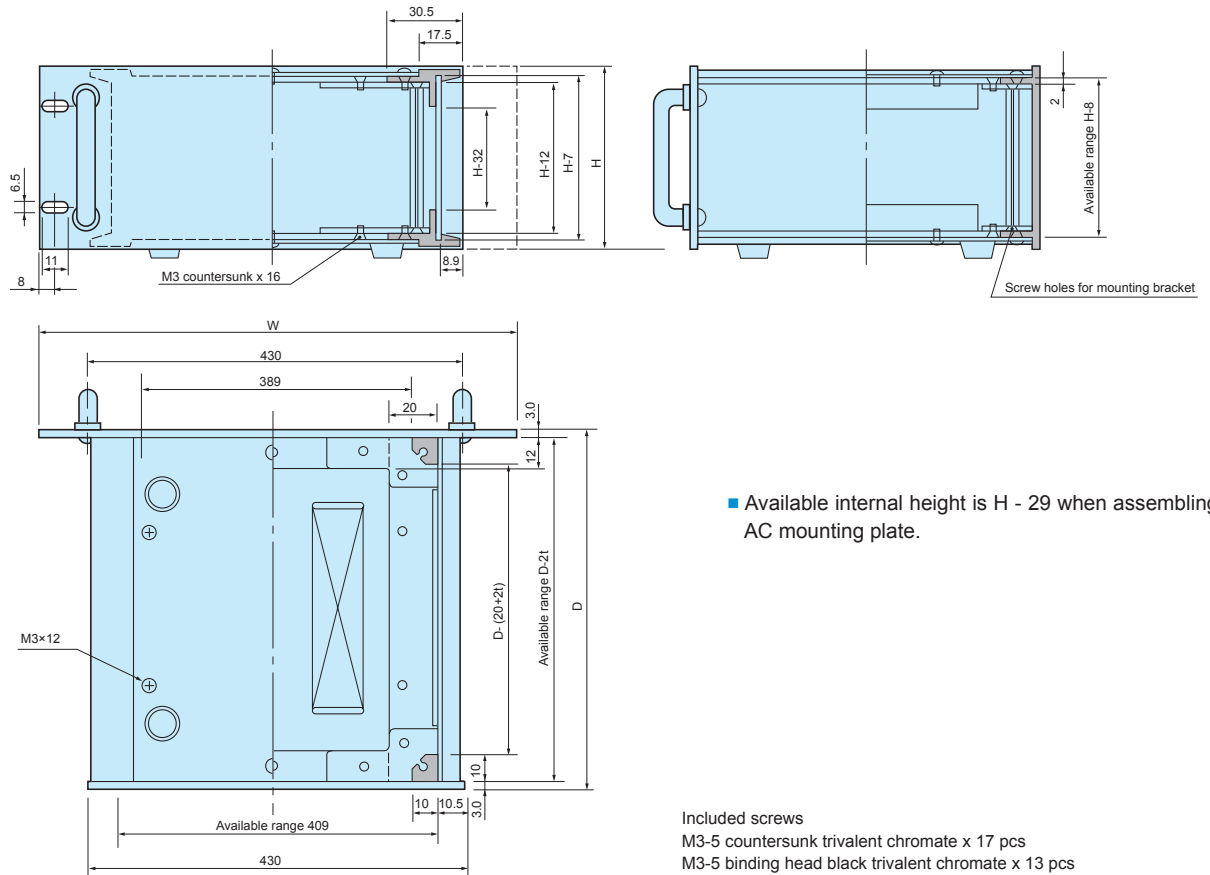 30.5
17.5
6.5
11
8
M3 countersunk x 16
H-32
H-12
H-7
H
8.9
2
Available range H-8
Screw holes for mounting bracket
W
430
389
20
3.0
12
M3×12
D- (20+2t)
Available range D-2t
D
10
10
10.5
3.0
Available range 409
430
■ Available internal height is H - 29 when assembling
AC mounting plate.
Included screws
M3-5 countersunk trivalent chromate x 17 pcs
M3-5 binding head black trivalent chromate x 13 pcs